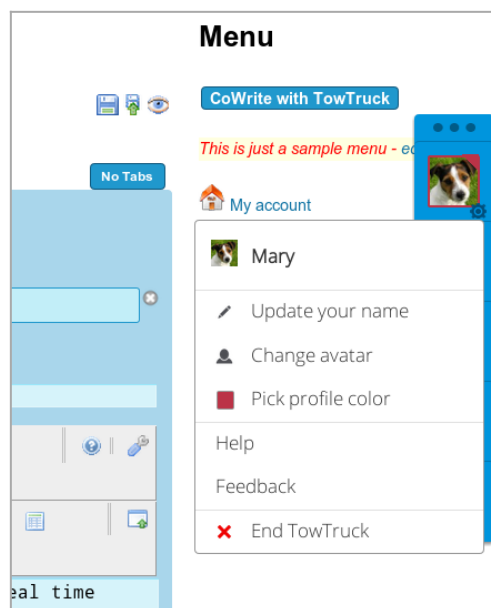 Menu
CoWrite with TowTruck
This is just a sample menu -
No Tabs
My account
Mary
Update your name
Change avatar
Pick profile color
Help
Feedback
End TowTruck
time